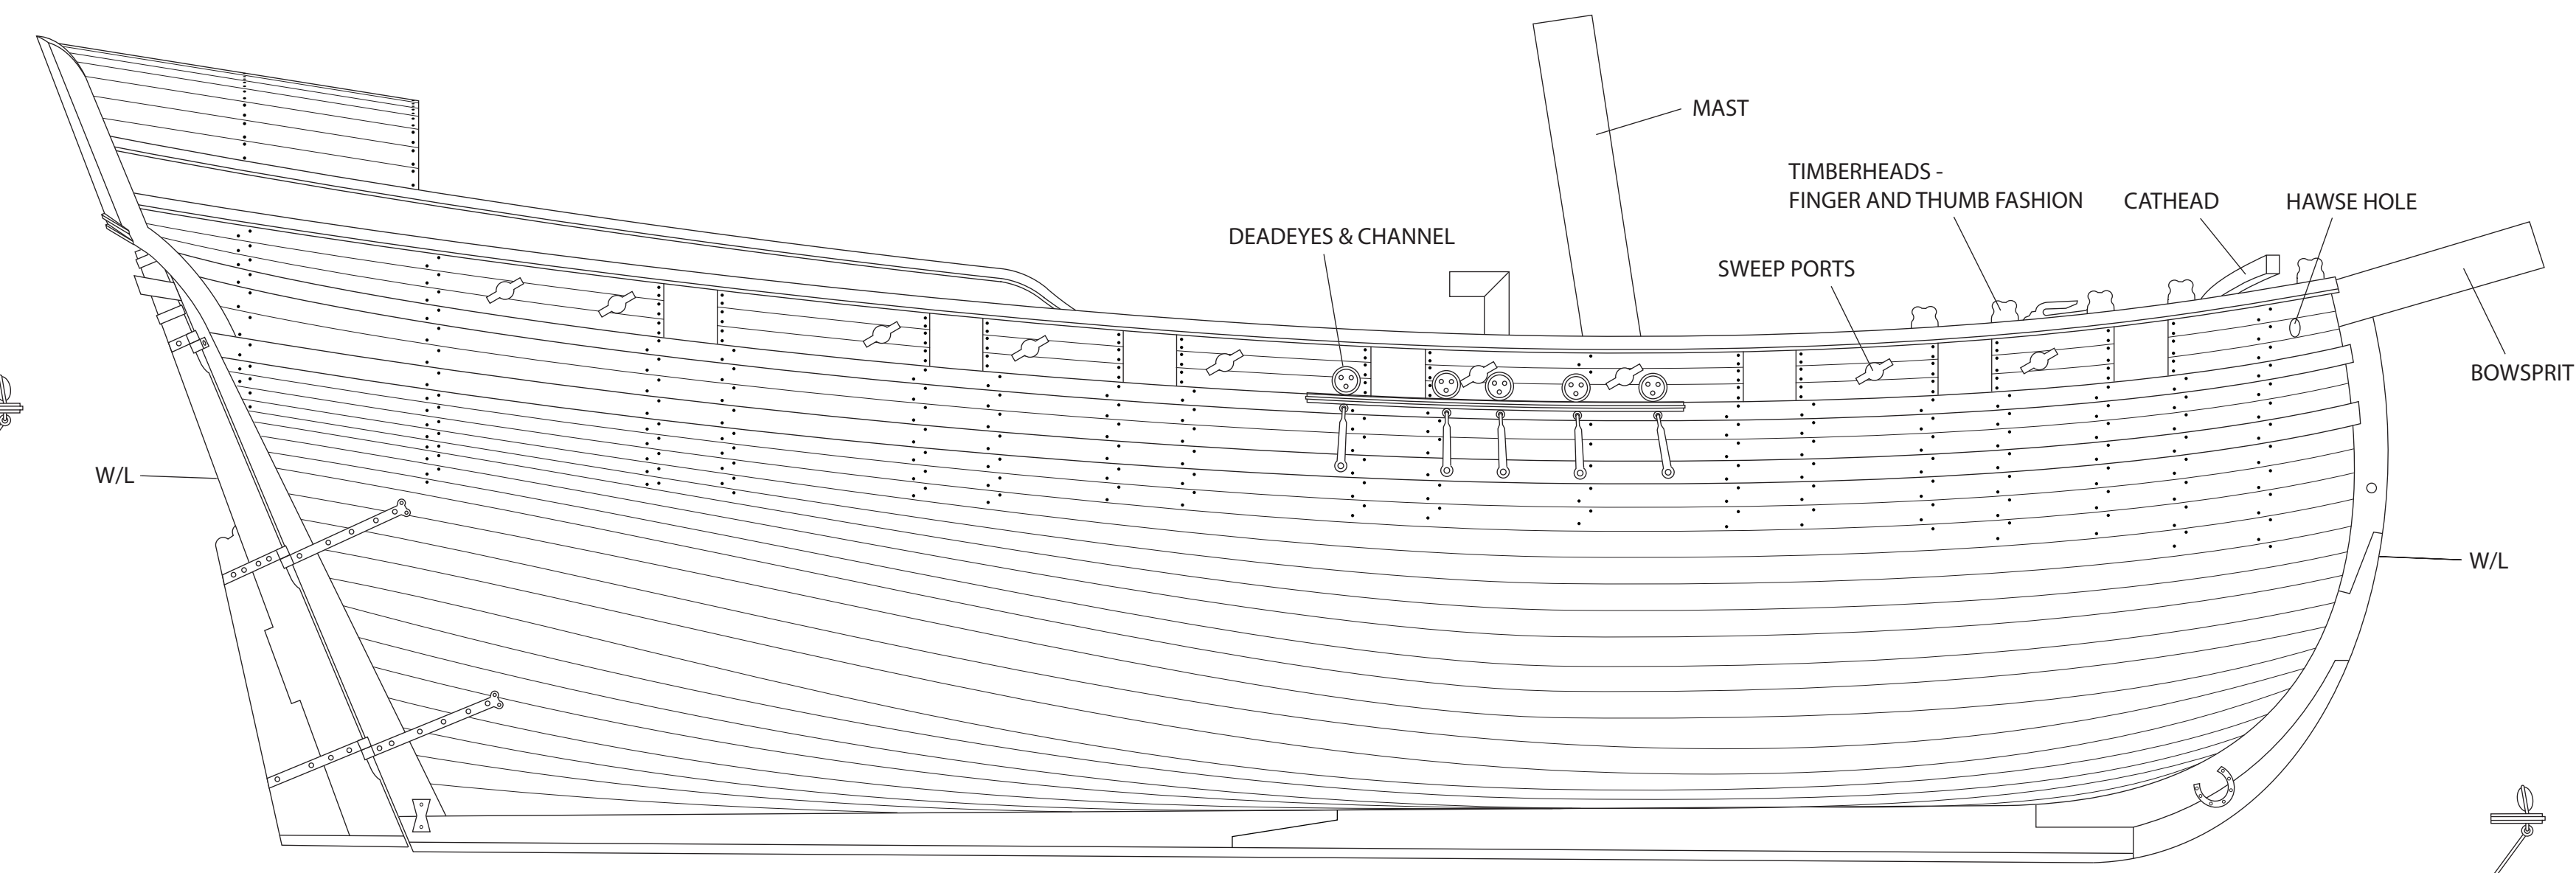 MAST
TIMBERHEADS -
FINGER AND THUMB FASHION
CATHEAD
HAWSE HOLE
DEADEYES & CHANNEL
SWEEP PORTS
BOWSPRIT
W/L
W/L